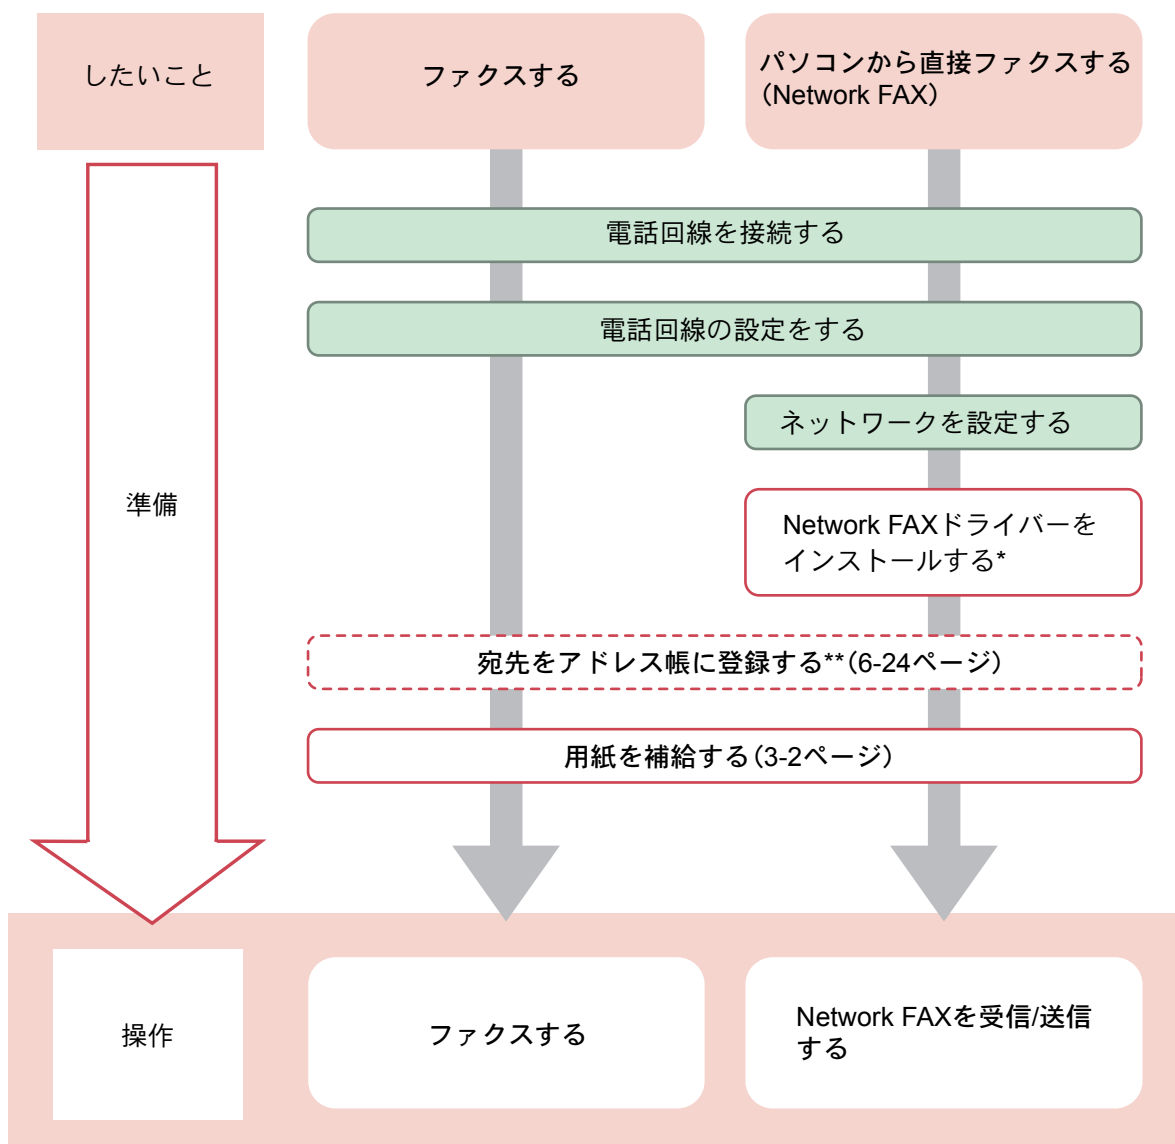 したいこと
ファクスする
パソコンから直接ファクスする
（Network FAX）
電話回線を接続する
電話回線の設定をする
ネットワークを設定する
準備
Network FAXドライバーを
インストールする*
宛先をアドレス帳に登録する**（6-24ページ）
用紙を補給する（3-2ページ）
操作
ファクスする
Network FAXを受信/送信
する